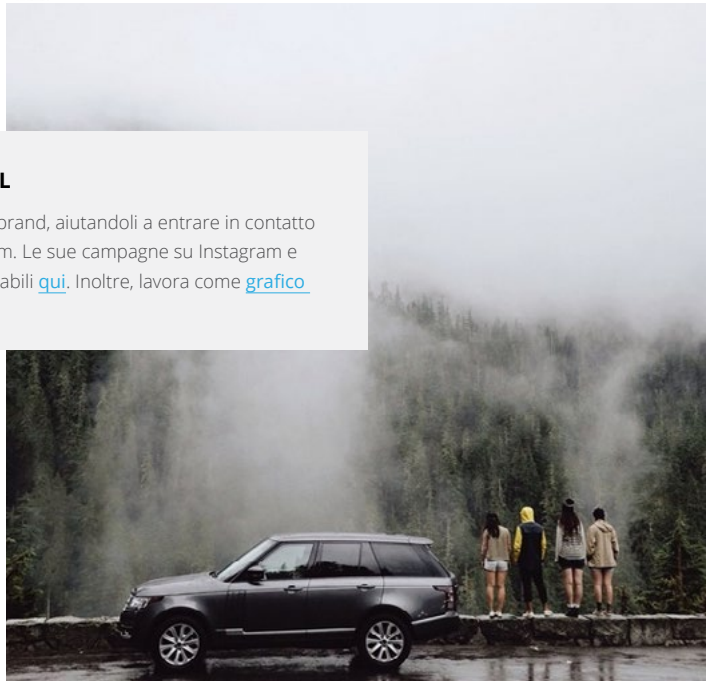 L
brand, aiutandoli a entrare in contatto
m. Le sue campagne su Instagram e
abili qui. Inoltre, lavora come grafico